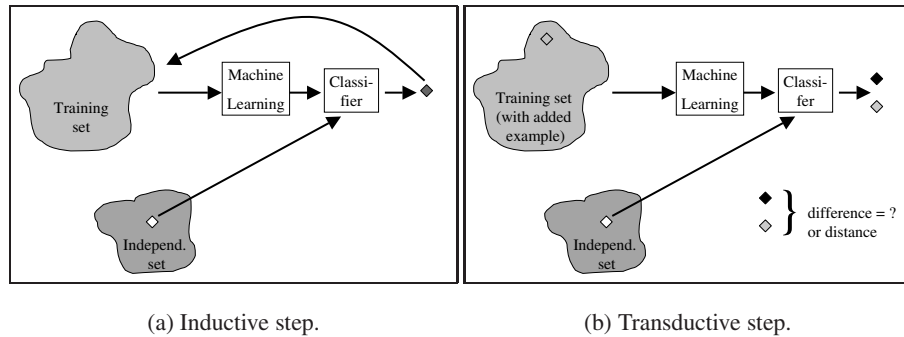 Training
set
Machine
Learning
Classi-
fier
Independ.
set
(a) Inductive step.
Training set
(with added
example)
Machine
Learning
Classi-
fer
Independ.
set
}
difference = ?
or distance
(b) Transductive step.